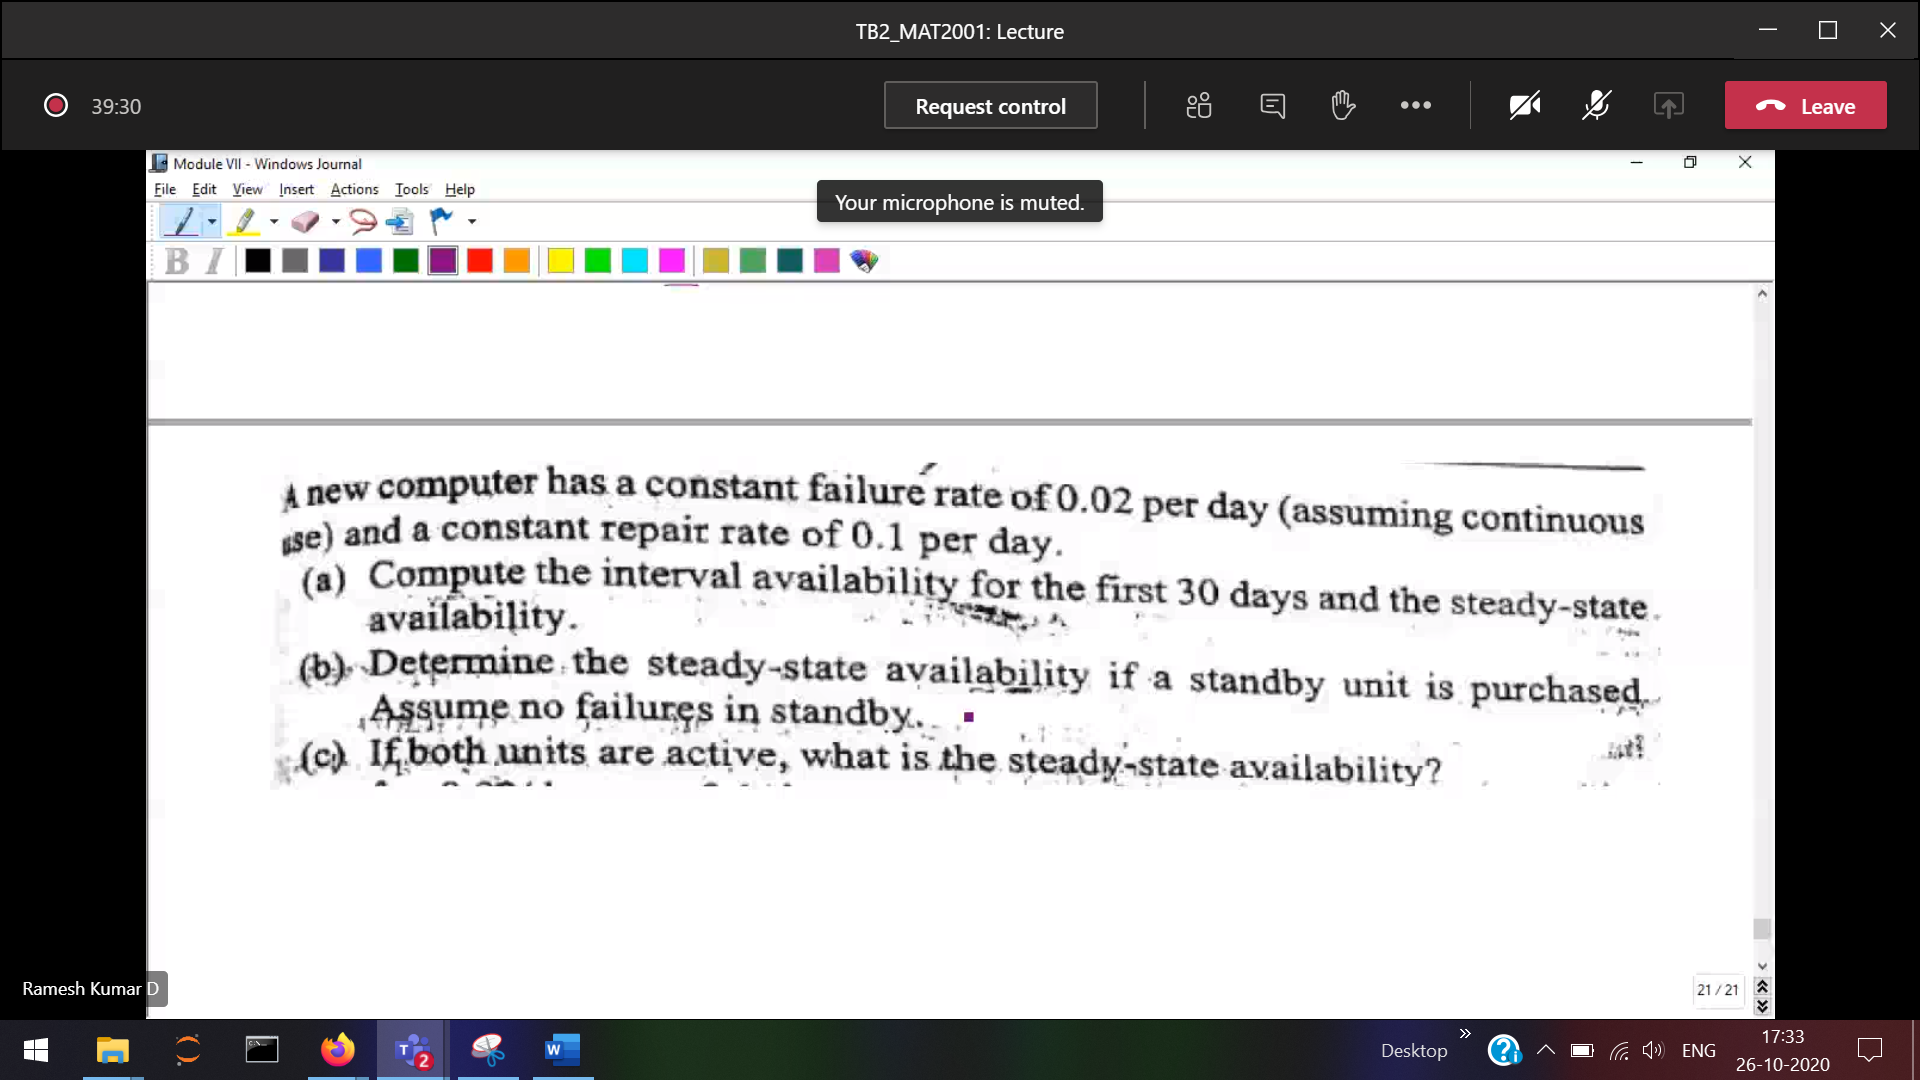 TB2_MAT2001: Lecture
39:30
Request control
Leave
Module VII - Windows Journal
File Edit View Insert Actions Tools Help
Your microphone is muted.
B I
A new computer has a constant failure rate of 0.02 per day (assuming continuous
use) and a constant repair rate of 0.1 per day.
(a) Compute the interval availability for the first 30 days and the steady-state
availability.
(b) Determine the steady-state availability if a standby unit is purchased.
Assume no failures in standby.
(c) If both units are active, what is the steady-state availability?
Ramesh Kumar D
21 / 21
T 2
W
Desktop
ENG
17:33
26-10-2020